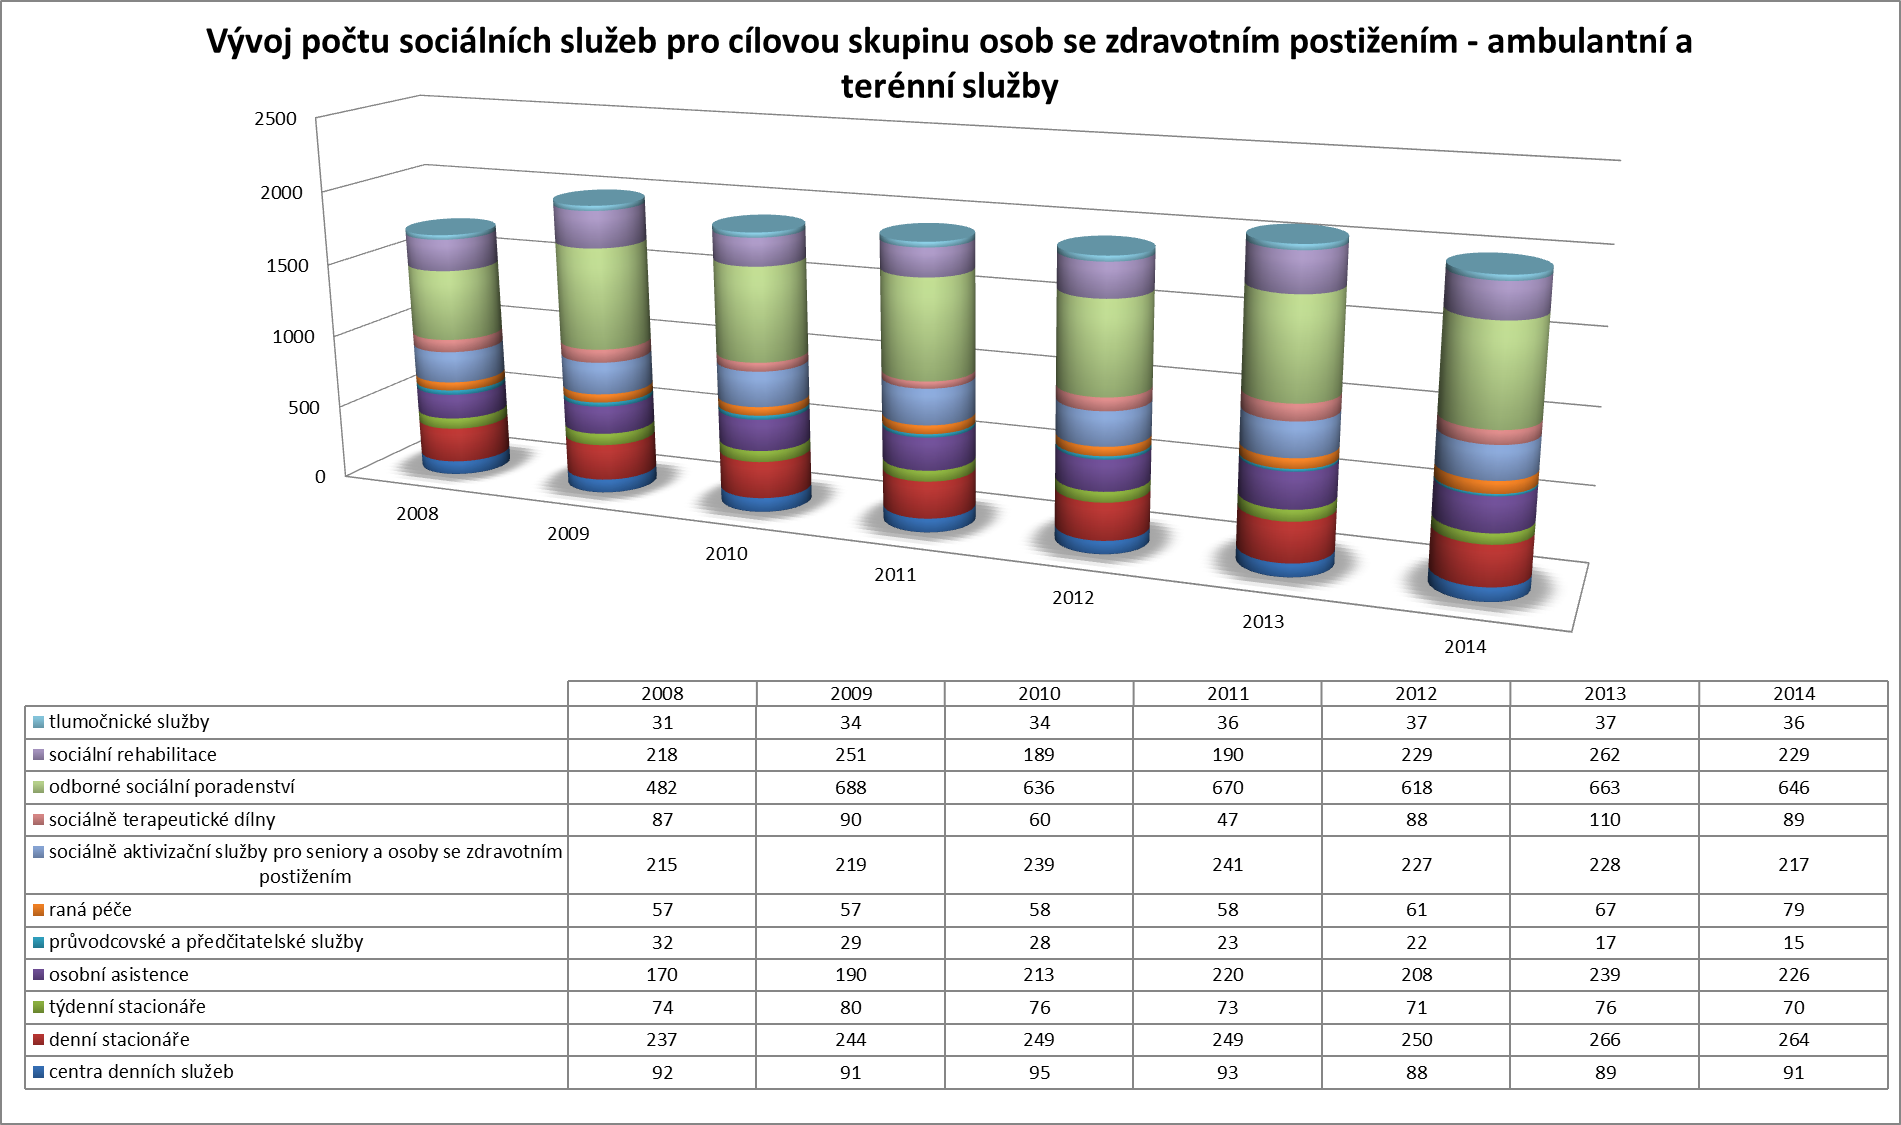 Vývoj počtu sociálních služeb pro cílovou skupinu osob se zdravotním postižením - ambulantní a
terénní služby
2500
2000
1500
1000
500
0
2008
2009
2010
2011
2012
2013
2014
2008 2009 2010 2011 2012 2013 2014
tlumočnické služby 31 34 34 36 37 37 36
sociální rehabilitace 218 251 189 190 229 262 229
odborné sociální poradenství 482 688 636 670 618 663 646
sociálně terapeutické dílny 87 90 60 47 88 110 89
sociálně aktivizační služby pro seniory a osoby se zdravotním
postižením 215 219 239 241 227 228 217
raná péče 57 57 58 58 61 67 79
průvodcovské a předčitatelské služby 32 29 28 23 22 17 15
osobní asistence 170 190 213 220 208 239 226
týdenní stacionáře 74 80 76 73 71 76 70
denní stacionáře 237 244 249 249 250 266 264
centra denních služeb 92 91 95 93 88 89 91